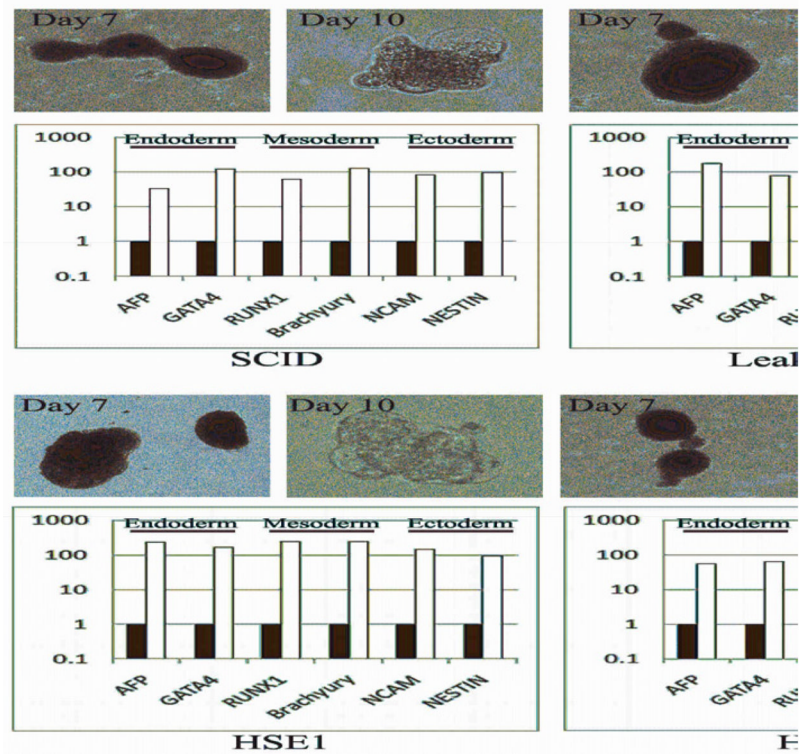 Day 7 Day 10 Day 7
1000 Endoderm Mesoderm Ectoderm 1000 Endoderm
100 100
10 10
1 1
0.1 0.1
AFP GATA4 RUNX1 Brachyury NCAM NESTIN AFP GATA4 RU
SCID Leak
Day 7 Day 10 Day 7
1000 Endoderm Mesoderm Ectoderm 1000 Endoderm
100 100
10 10
1 1
0.1 0.1
AFP GATA4 RUNX1 Brachyury NCAM NESTIN AFP GATA4 RU
HSE1 H